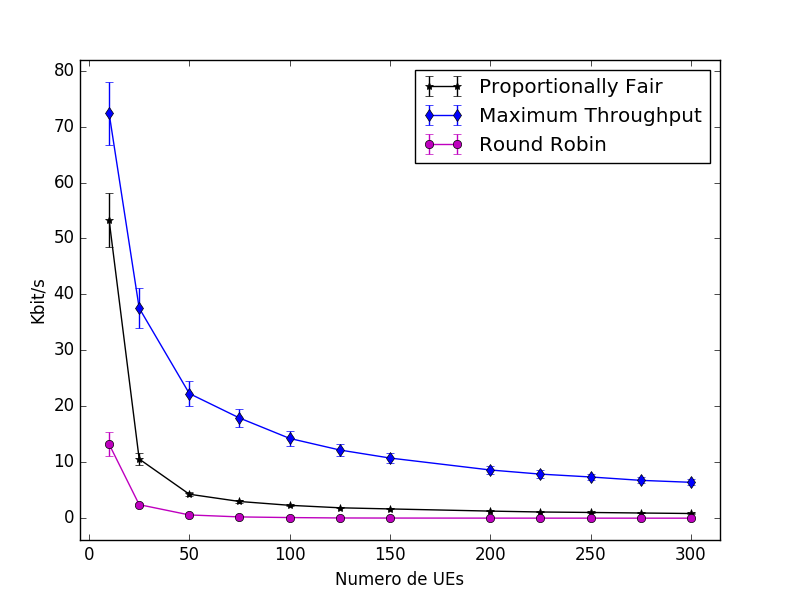 80
70
60
50
40
30
20
10
0
Kbit/s
Proportionally Fair
Maximum Throughput
Round Robin
0 50 100 150 200 250 300
Numero de UEs